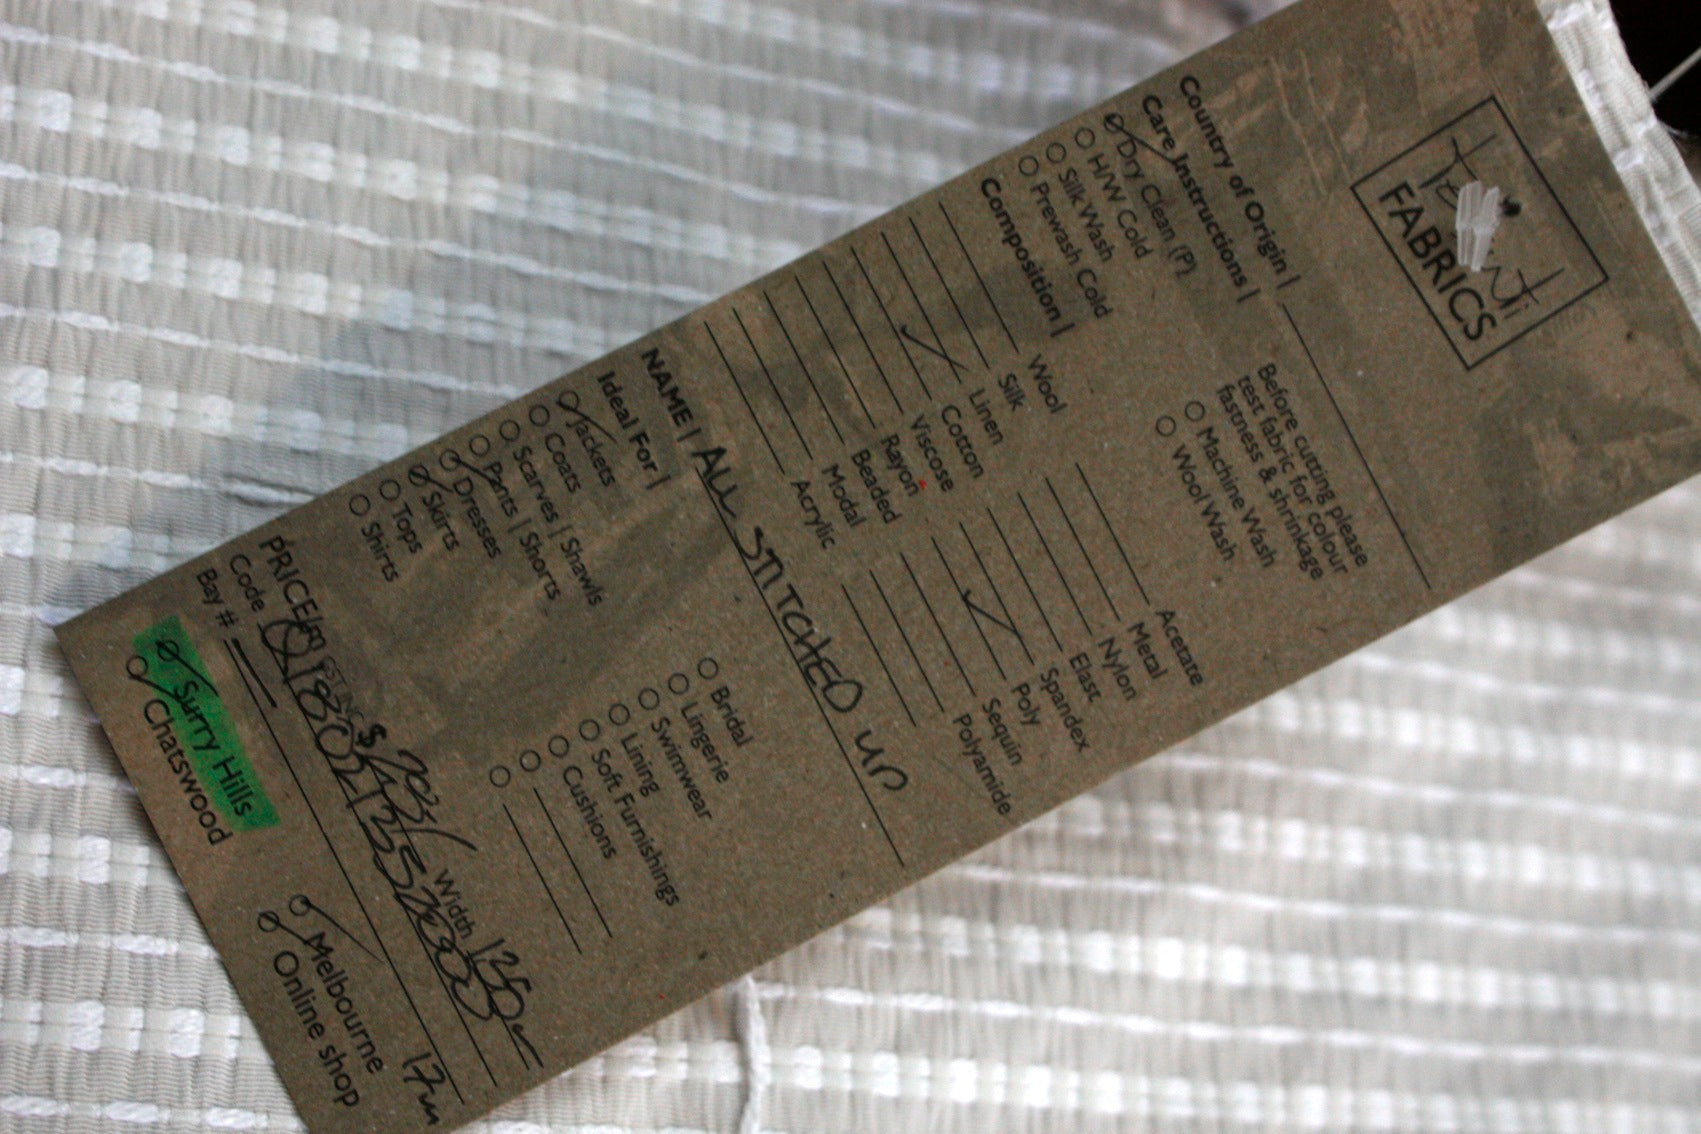 FABRICS
Country of Origin |
Care Instructions |
Dry Clean (P)
H/W Cold
Silk Wash
Prewash Cold
Before cutting please
test fabric for colour
fastness & shrinkage
Machine Wash
Wool Wash
Composition |
Wool
Silk
Linen
Cotton
Viscose
Rayon
Beaded
Modal
Acrylic
Acetate
Metal
Nylon
Elast
Spandex
Poly
Sequin
Polyamide
NAME | ALL STITCHED UP
Ideal For |
Jackets
Coats
Scarves | Shawls
Pants | Shorts
Dresses
Skirts
Tops
Shirts
Bridal
Lingerie
Swimwear
Lining
Soft Furnishings
Cushions
PRICE/m GST INC $ Width
Code
Bay #
Surry Hills
Chatswood
Melbourne
Online shop
17m